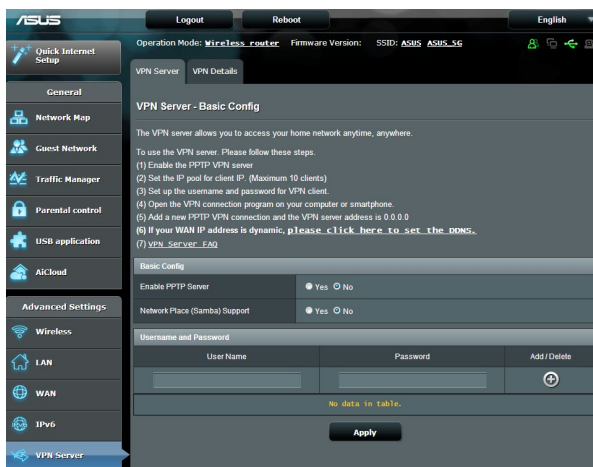 ASUS
Logout
Reboot
English
Quick Internet Setup
Operation Mode: Wireless router Firmware Version: SSID: ASUS ASUS_5G
VPN Server
VPN Details
General
Network Map
Guest Network
Traffic Manager
Parental control
USB application
AiCloud
Advanced Settings
Wireless
LAN
WAN
IPv6
VPN Server
VPN Server - Basic Config
The VPN server allows you to access your home network anytime, anywhere.
To use the VPN server. Please follow these steps.
(1) Enable the PPTP VPN server
(2) Set the IP pool for client IP. (Maximum 10 clients)
(3) Set up the username and password for VPN client.
(4) Open the VPN connection program on your computer or smartphone.
(5) Add a new PPTP VPN connection and the VPN server address is 0.0.0.0
(6) If your WAN IP address is dynamic, please click here to set the DDNS.
(7) VPN Server FAQ
Basic Config
Enable PPTP Server Yes No
Network Place (Samba) Support Yes No
Username and Password
User Name Password Add / Delete
No data in table.
Apply